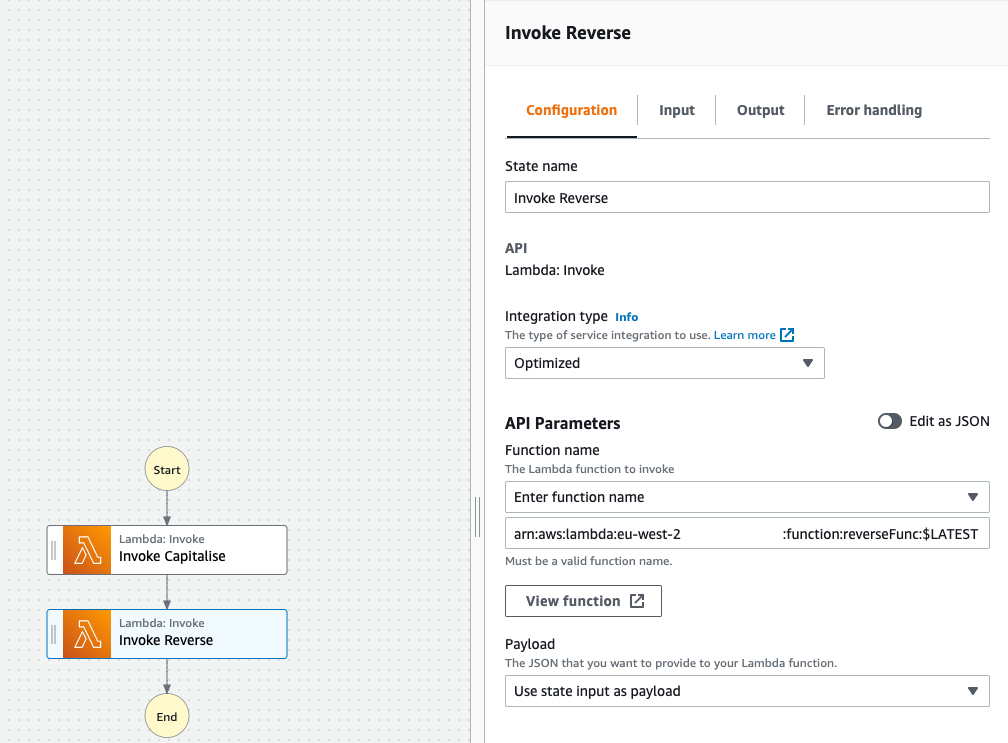 Start
Lambda: Invoke
Invoke Capitalise
Lambda: Invoke
Invoke Reverse
End
Invoke Reverse
Configuration Input Output Error handling
State name
Invoke Reverse
API
Lambda: Invoke
Integration type Info
The type of service integration to use. Learn more
Optimized
API Parameters Edit as JSON
Function name
The Lambda function to invoke
Enter function name
arn:aws:lambda:eu-west-2 :function:reverseFunc:$LATEST
Must be a valid function name.
View function
Payload
The JSON that you want to provide to your Lambda function.
Use state input as payload